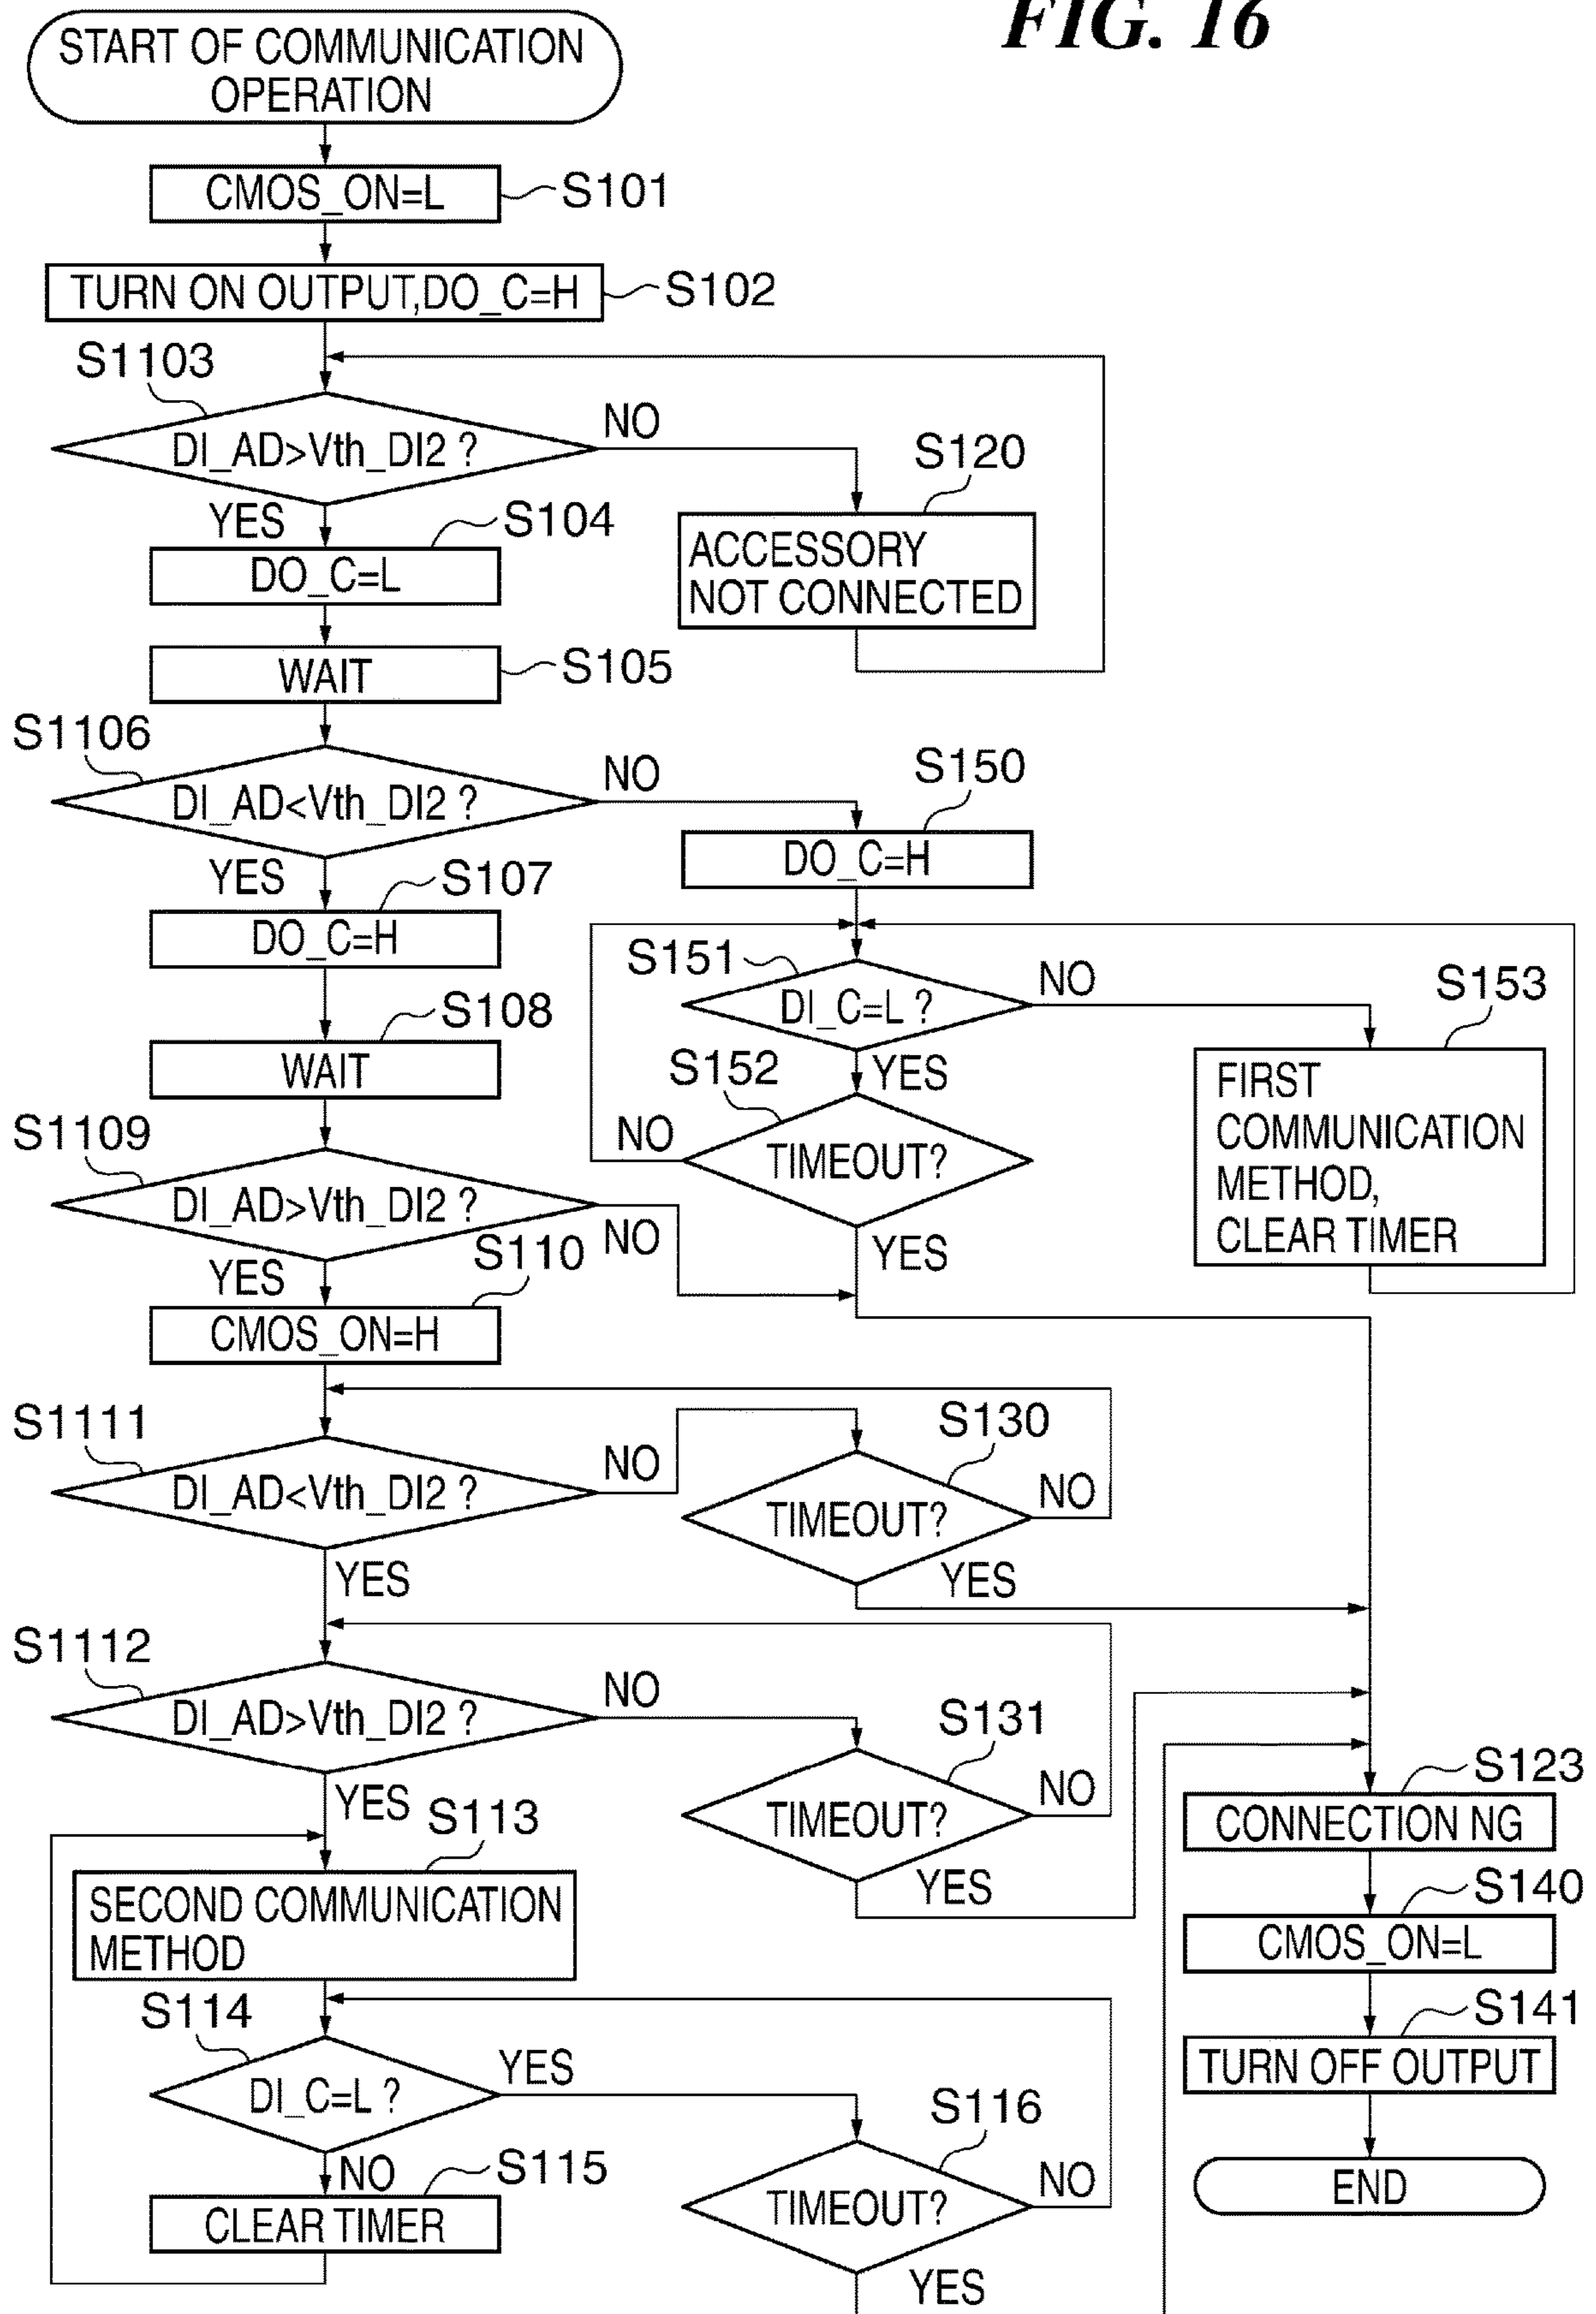 FIG. 16
START OF COMMUNICATION
OPERATION
CMOS_ON=L
S101
TURN ON OUTPUT,DO_C=H
S102
S1103
DI_AD>Vth_DI2 ?
NO
YES
S120
ACCESSORY
NOT CONNECTED
S104
DO_C=L
WAIT
S105
S1106
DI_AD<Vth_DI2 ?
NO
YES
S150
DO_C=H
S107
DO_C=H
S151
DI_C=L ?
NO
YES
S153
FIRST
COMMUNICATION
METHOD,
CLEAR TIMER
S108
WAIT
S152
TIMEOUT?
NO
YES
S1109
DI_AD>Vth_DI2 ?
NO
YES
S110
CMOS_ON=H
S1111
DI_AD<Vth_DI2 ?
NO
YES
S130
TIMEOUT?
NO
YES
S1112
DI_AD>Vth_DI2 ?
NO
YES
S131
TIMEOUT?
NO
YES
S123
CONNECTION NG
S113
SECOND COMMUNICATION
METHOD
S140
CMOS_ON=L
S141
TURN OFF OUTPUT
S114
DI_C=L ?
YES
NO
S116
TIMEOUT?
NO
YES
S115
CLEAR TIMER
END